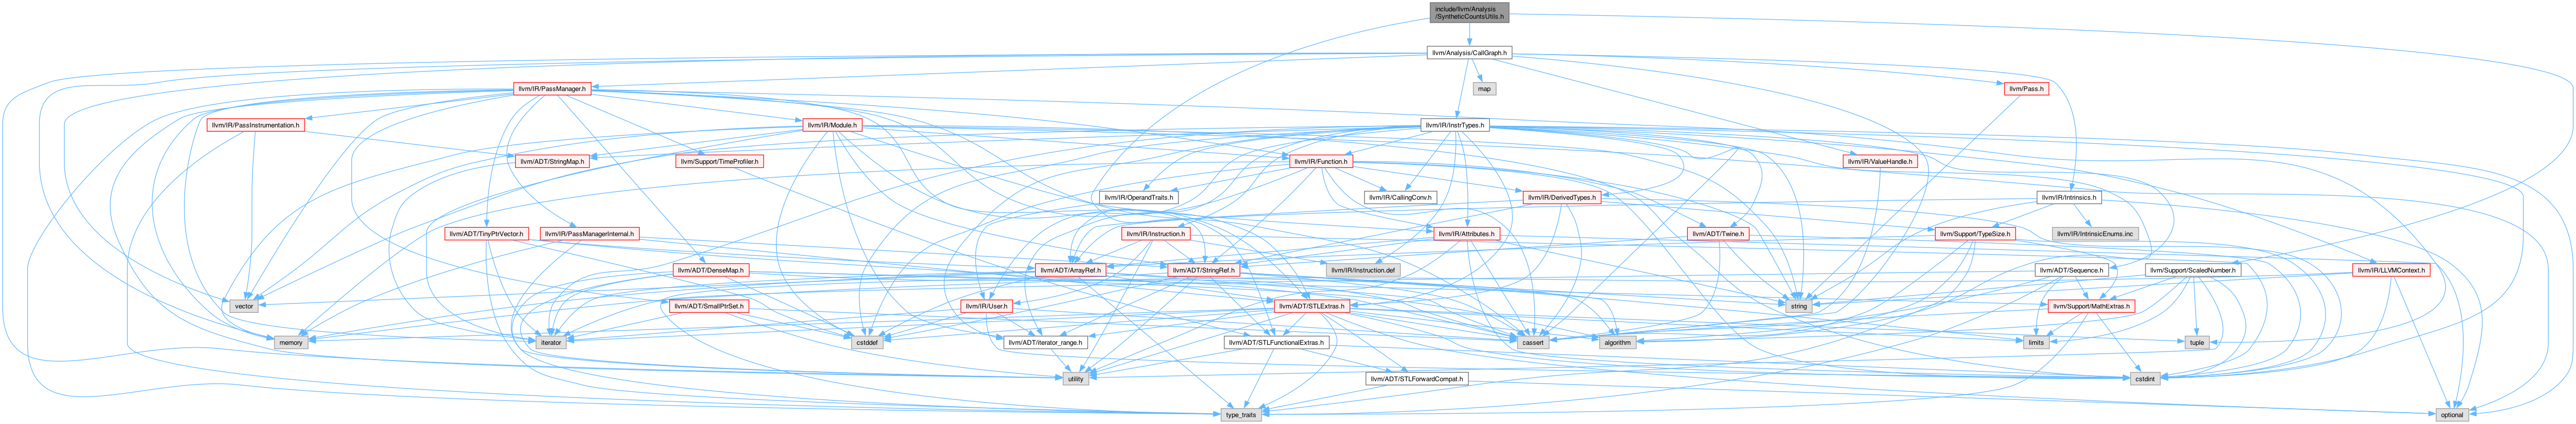 include/llvm/Analysis
/SyntheticCountsUtils.h
llvm/Analysis/CallGraph.h
llvm/IR/PassManager.h
map
llvm/Pass.h
llvm/IR/PassInstrumentation.h
llvm/IR/Module.h
llvm/IR/InstrTypes.h
llvm/ADT/StringMap.h
llvm/Support/TimeProfiler.h
llvm/IR/Function.h
llvm/IR/ValueHandle.h
llvm/IR/OperandTraits.h
llvm/IR/CallingConv.h
llvm/IR/DerivedTypes.h
llvm/IR/Intrinsics.h
llvm/ADT/TinyPtrVector.h
llvm/IR/PassManagerInternal.h
llvm/IR/Instruction.h
llvm/IR/Attributes.h
llvm/ADT/Twine.h
llvm/Support/TypeSize.h
llvm/IR/IntrinsicEnums.inc
llvm/ADT/DenseMap.h
llvm/ADT/ArrayRef.h
llvm/ADT/StringRef.h
llvm/IR/Instruction.def
llvm/ADT/Sequence.h
llvm/Support/ScaledNumber.h
llvm/IR/LLVMContext.h
vector
llvm/ADT/SmallPtrSet.h
llvm/IR/User.h
llvm/ADT/STLExtras.h
string
llvm/Support/MathExtras.h
memory
iterator
cstddef
llvm/ADT/iterator_range.h
llvm/ADT/STLFunctionalExtras.h
cassert
algorithm
limits
tuple
utility
llvm/ADT/STLForwardCompat.h
cstdint
type_traits
optional